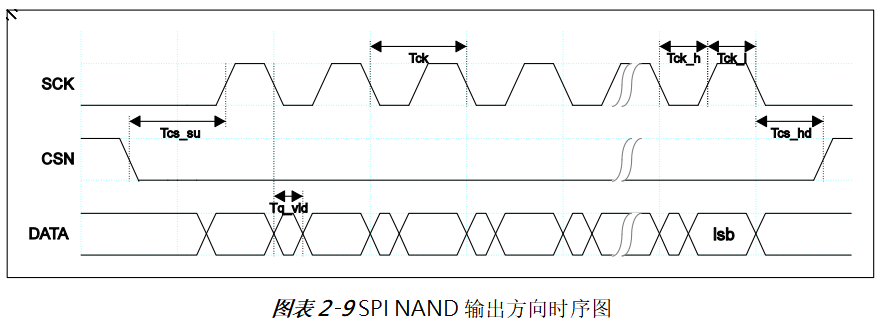 Tck
Tck_h
Tck_l
SCK
Tcs_su
Tcs_hd
CSN
Tq_vld
DATA
lsb
图表 2-9 SPI NAND 输出方向时序图